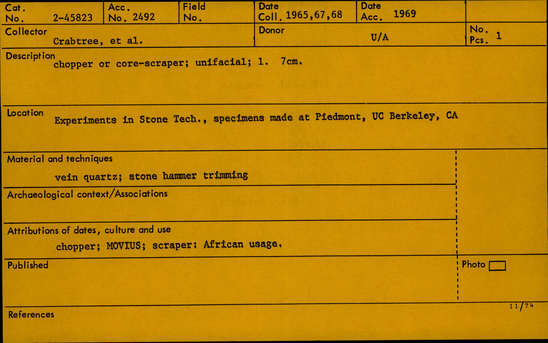 Cat. No. 2-45823 Acc. No. 2492 Field No. Date Coll. 1965,67,68 Date Acc. 1969
Collector Crabtree, et al. Donor U/A No. Pcs. 1
Description chopper or core-scraper; unifacial; l. 7cm.
Location Experiments in Stone Tech., specimens made at Piedmont, UC Berkeley, CA
Material and techniques
vein quartz; stone hammer trimming
Archaeological context/Associations
Attributions of dates, culture and use
chopper; MOVIUS; scraper: African usage.
Published Photo
References 11/74